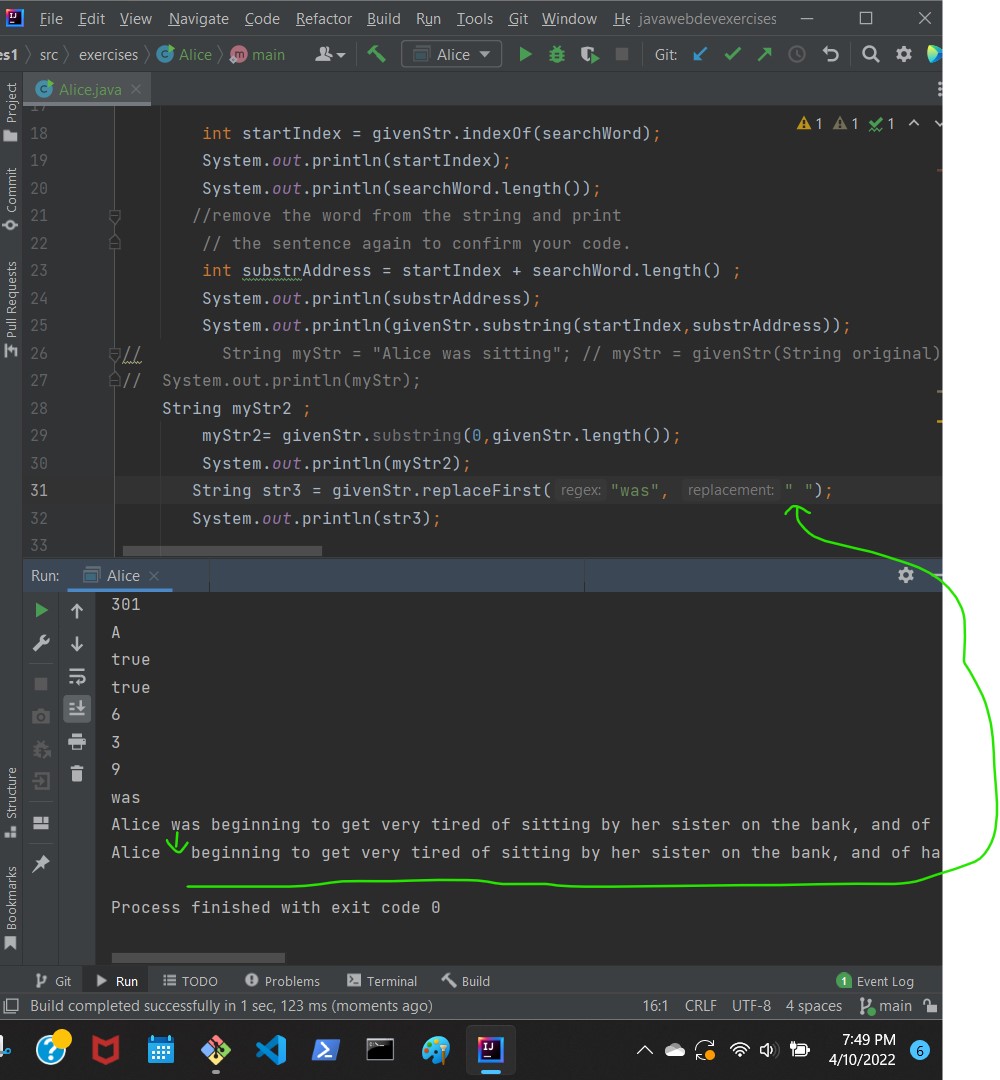 File Edit View Navigate Code Refactor Build Run Tools Git Window He javawebdevexercises
es1 src exercises Alice main Alice Git:
Alice.java
Project
Commit
Pull Requests
Structure
Bookmarks
17
18 int startIndex = givenStr.indexOf(searchWord);
1 1 1
19 System.out.println(startIndex);
20 System.out.println(searchWord.length());
21 //remove the word from the string and print
22 // the sentence again to confirm your code.
23 int substrAddress = startIndex + searchWord.length() ;
24 System.out.println(substrAddress);
25 System.out.println(givenStr.substring(startIndex,substrAddress));
26 // String myStr = "Alice was sitting"; // myStr = givenStr(String original)
27 // System.out.println(myStr);
28 String myStr2 ;
29 myStr2= givenStr.substring(0,givenStr.length());
30 System.out.println(myStr2);
31 String str3 = givenStr.replaceFirst( regex: "was", replacement: " ");
32 System.out.println(str3);
33
Run: Alice
301
A
true
true
6
3
9
was
Alice was beginning to get very tired of sitting by her sister on the bank, and of
Alice beginning to get very tired of sitting by her sister on the bank, and of ha
Process finished with exit code 0
Git Run TODO Problems Terminal Build 1 Event Log
Build completed successfully in 1 sec, 123 ms (moments ago) 16:1 CRLF UTF-8 4 spaces main
7:49 PM
4/10/2022
6